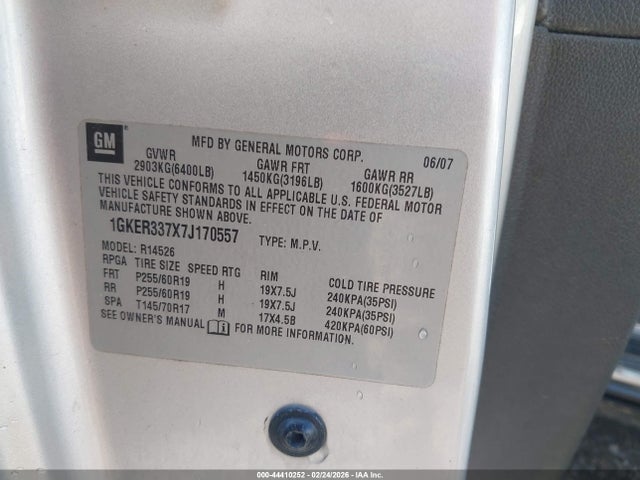 GM
MFD BY GENERAL MOTORS CORP. 06/07
GVWR GAWR FRT GAWR RR
2903KG(6400LB) 1450KG(3196LB) 1600KG(3527LB)
THIS VEHICLE CONFORMS TO ALL APPLICABLE U.S. FEDERAL MOTOR
VEHICLE SAFETY STANDARDS IN EFFECT ON THE DATE OF
MANUFACTURE SHOWN ABOVE.
1GKER337X7J170557 TYPE: M.P.V.
MODEL: R14526
RPGA TIRE SIZE SPEED RTG RIM COLD TIRE PRESSURE
FRT P255/60R19 H 19X7.5J 240KPA(35PSI)
RR P255/60R19 H 19X7.5J 240KPA(35PSI)
SPA T145/70R17 M 17X4.5B 420KPA(60PSI)
SEE OWNER'S MANUAL FOR MORE INFORMATION.
000-44410252 - 02/24/2026 - IAA Inc.